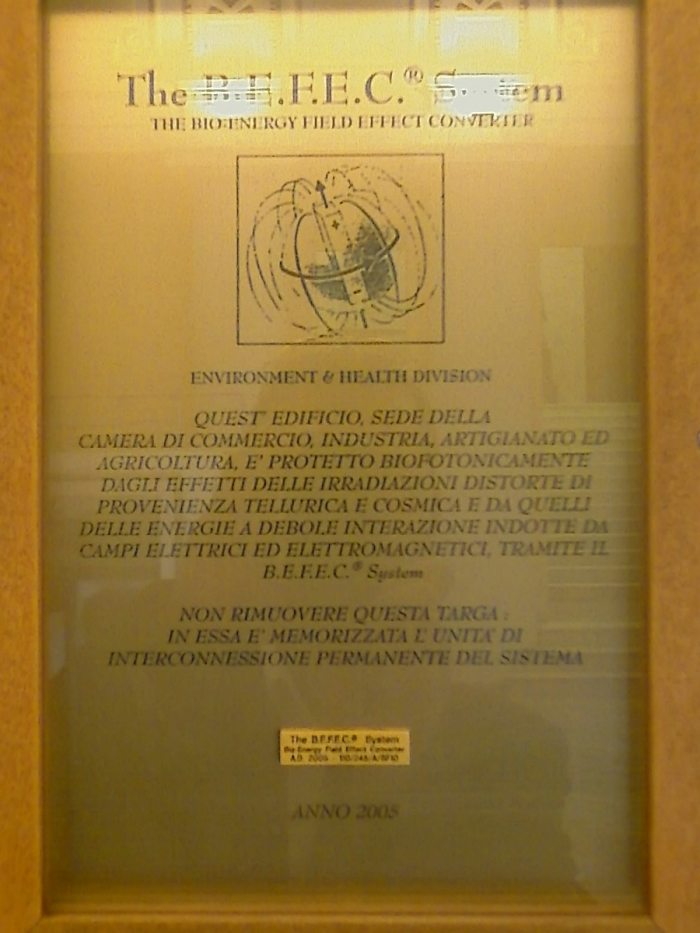 The B.E.F.E.C.® System
THE BIO-ENERGY FIELD EFFECT CONVERTER
+
-
ENVIRONMENT & HEALTH DIVISION
QUEST' EDIFICIO, SEDE DELLA
CAMERA DI COMMERCIO, INDUSTRIA, ARTIGIANATO ED
AGRICOLTURA, E' PROTETTO BIOFOTONICAMENTE
DAGLI EFFETTI DELLE IRRADIAZIONI DISTORTE DI
PROVENIENZA TELLURICA E COSMICA E DA QUELLI
DELLE ENERGIE A DEBOLE INTERAZIONE INDOTTE DA
CAMPI ELETTRICI ED ELETTROMAGNETICI, TRAMITE IL
B.E.F.E.C.® System
NON RIMUOVERE QUESTA TARGA :
IN ESSA E' MEMORIZZATA L' UNITA' DI
INTERCONNESSIONE PERMANENTE DEL SISTEMA
The B.E.F.E.C.® System
Bio-Energy Field Effect Converter
A.D. 2005
ANNO 2005